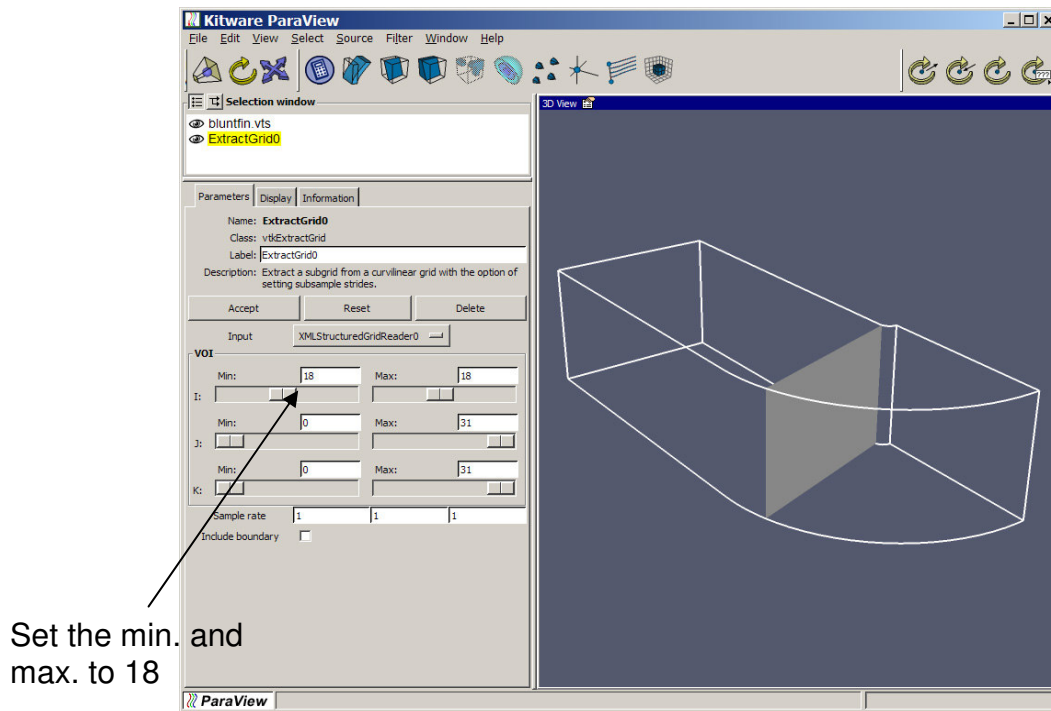 Kitware ParaView
File Edit View Select Source Filter Window Help
???
Selection window
bluntfin.vts
ExtractGrid0
3D View
Parameters Display Information
Name: ExtractGrid0
Class: vtkExtractGrid
Label: ExtractGrid0
Description: Extract a subgrid from a curvilinear grid with the option of
setting subsample strides.
Accept Reset Delete
Input XMLStructuredGridReader0
VOI
Min: 18 Max: 18
I:
Min: 0 Max: 31
J:
Min: 0 Max: 31
K:
Sample rate 1 1 1
Include boundary
Set the min. and
max. to 18
ParaView